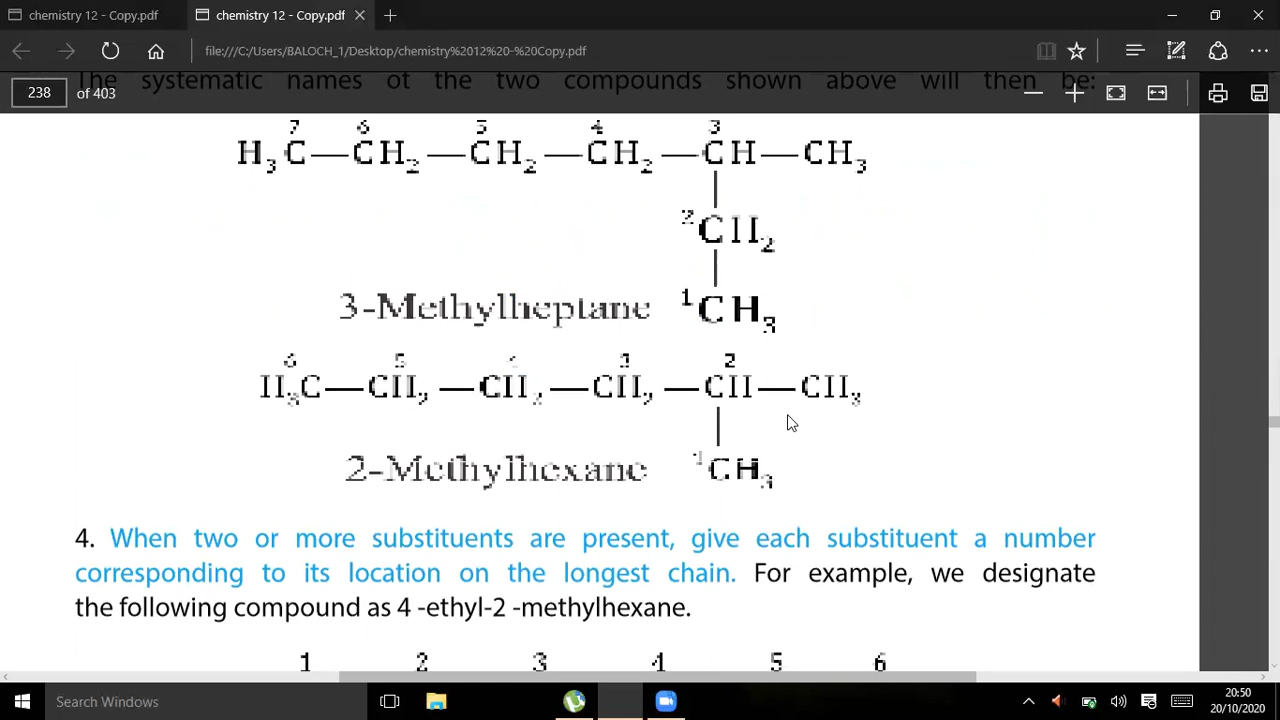 chemistry 12 - Copy.pdf
chemistry 12 - Copy.pdf
file:///C:/Users/BALOCH_1/Desktop/chemistry%2012%20-%20Copy.pdf
The systematic names of the two compounds shown above will then be:
238 of 403
7 6 5 4 3
H₃C—CH₂—CH₂—CH₂—CH—CH₃
²CH₂
3-Methylheptane ¹CH₃
6 5 4 3 2
H₃C—CH₂—CH₂—CH₂—CH—CH₃
2-Methylhexane ¹CH₃
4. When two or more substituents are present, give each substituent a number
corresponding to its location on the longest chain. For example, we designate
the following compound as 4 -ethyl-2 -methylhexane.
1 2 3 4 5 6
Search Windows
20:50
20/10/2020